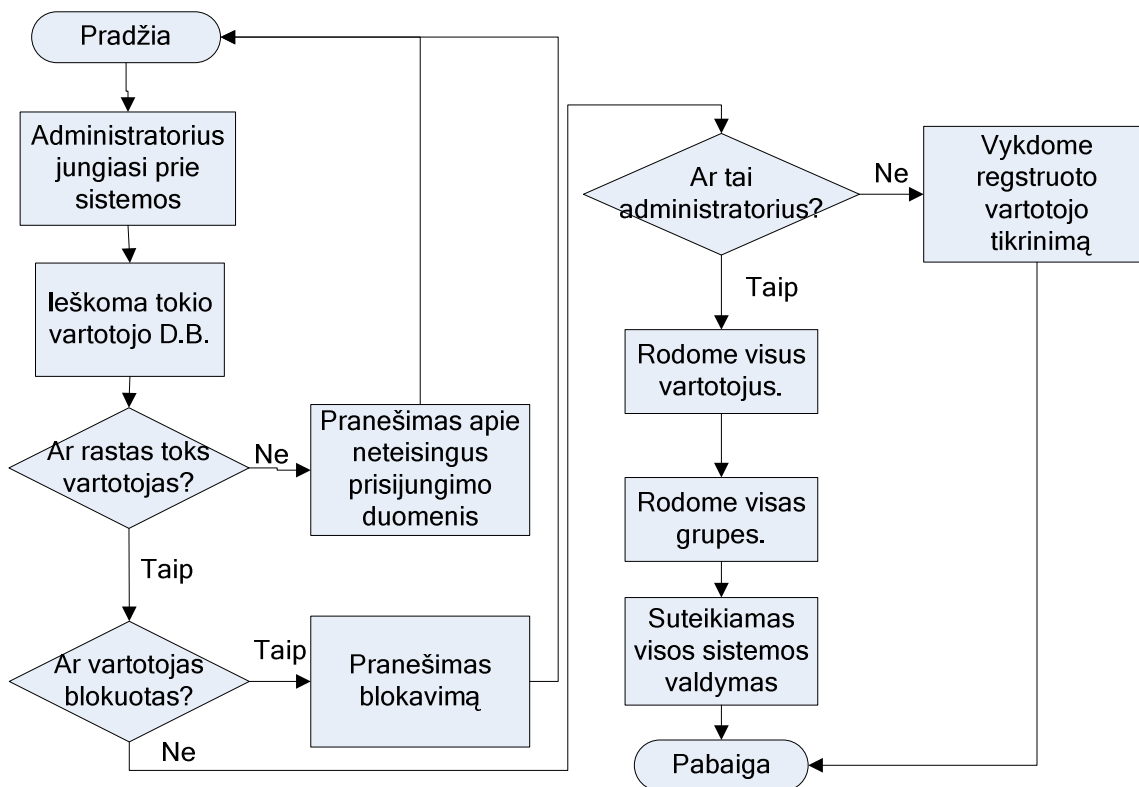 Pradžia
Administratorius
jungiasi prie
sistemos
Ieškoma tokio
vartotojo D.B.
Ar rastas toks
vartotojas?
Ne
Pranešimas apie
neteisingus
prisijungimo
duomenis
Taip
Ar vartotojas
blokuotas?
Taip
Pranešimas
blokavimą
Ne
Ar tai
administratorius?
Ne
Vykdome
regstruoto
vartotojo
tikrinimą
Taip
Rodome visus
vartotojus.
Rodome visas
grupes.
Suteikiamas
visos sistemos
valdymas
Pabaiga